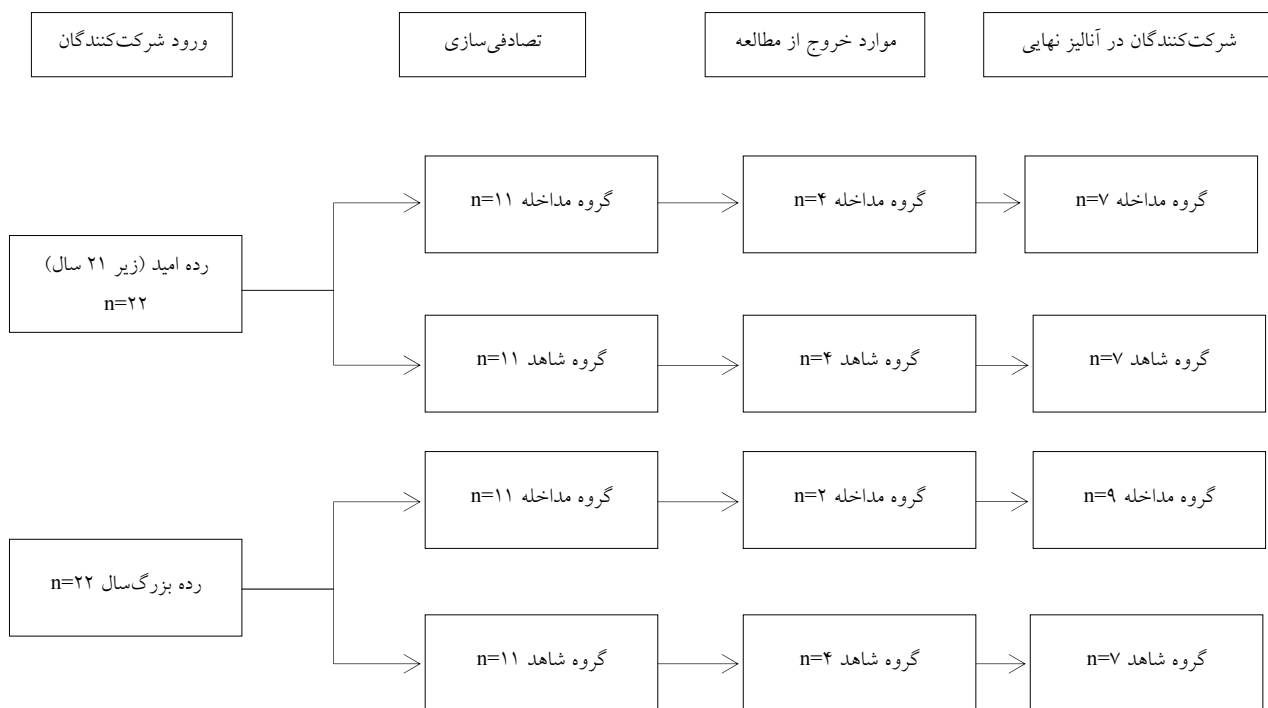 ورود شرکت‌کنندگان
تصادفی‌سازی
موارد خروج از مطالعه
شرکت‌کنندگان در آنالیز نهایی
رده امید (زیر ۲۱ سال)
n=۲۲
گروه مداخله n=۱۱
گروه مداخله n=۴
گروه مداخله n=۷
گروه شاهد n=۱۱
گروه شاهد n=۴
گروه شاهد n=۷
رده بزرگ‌سال n=۲۲
گروه مداخله n=۱۱
گروه مداخله n=۲
گروه مداخله n=۹
گروه شاهد n=۱۱
گروه شاهد n=۴
گروه شاهد n=۷